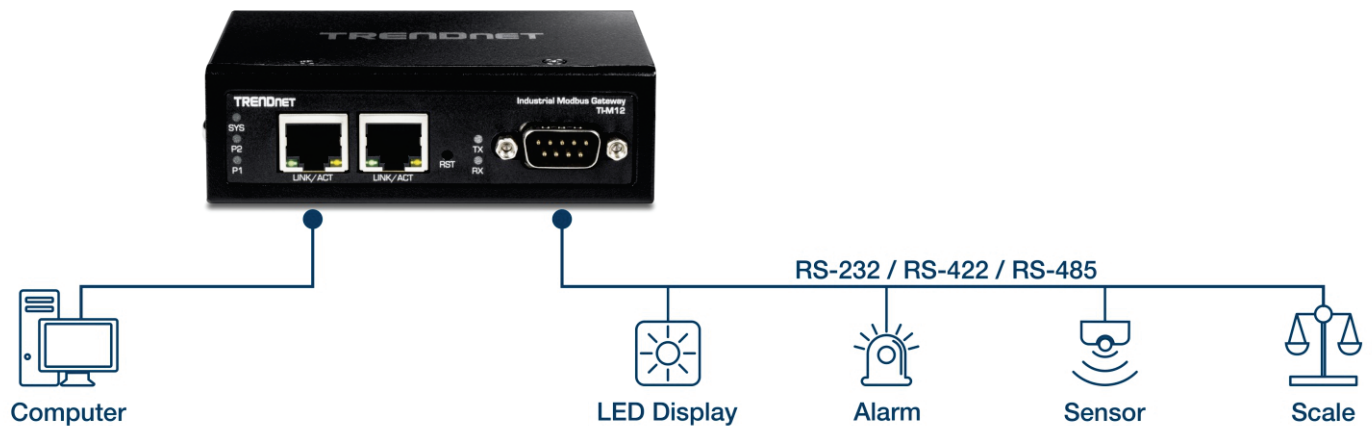 TRENDNET
TRENDNET
Industrial Modbus Gateway
TI-M12
SYS
P2
P1
LINK/ACT
LINK/ACT
RST
TX
RX
RS-232 / RS-422 / RS-485
Computer
LED Display
Alarm
Sensor
Scale